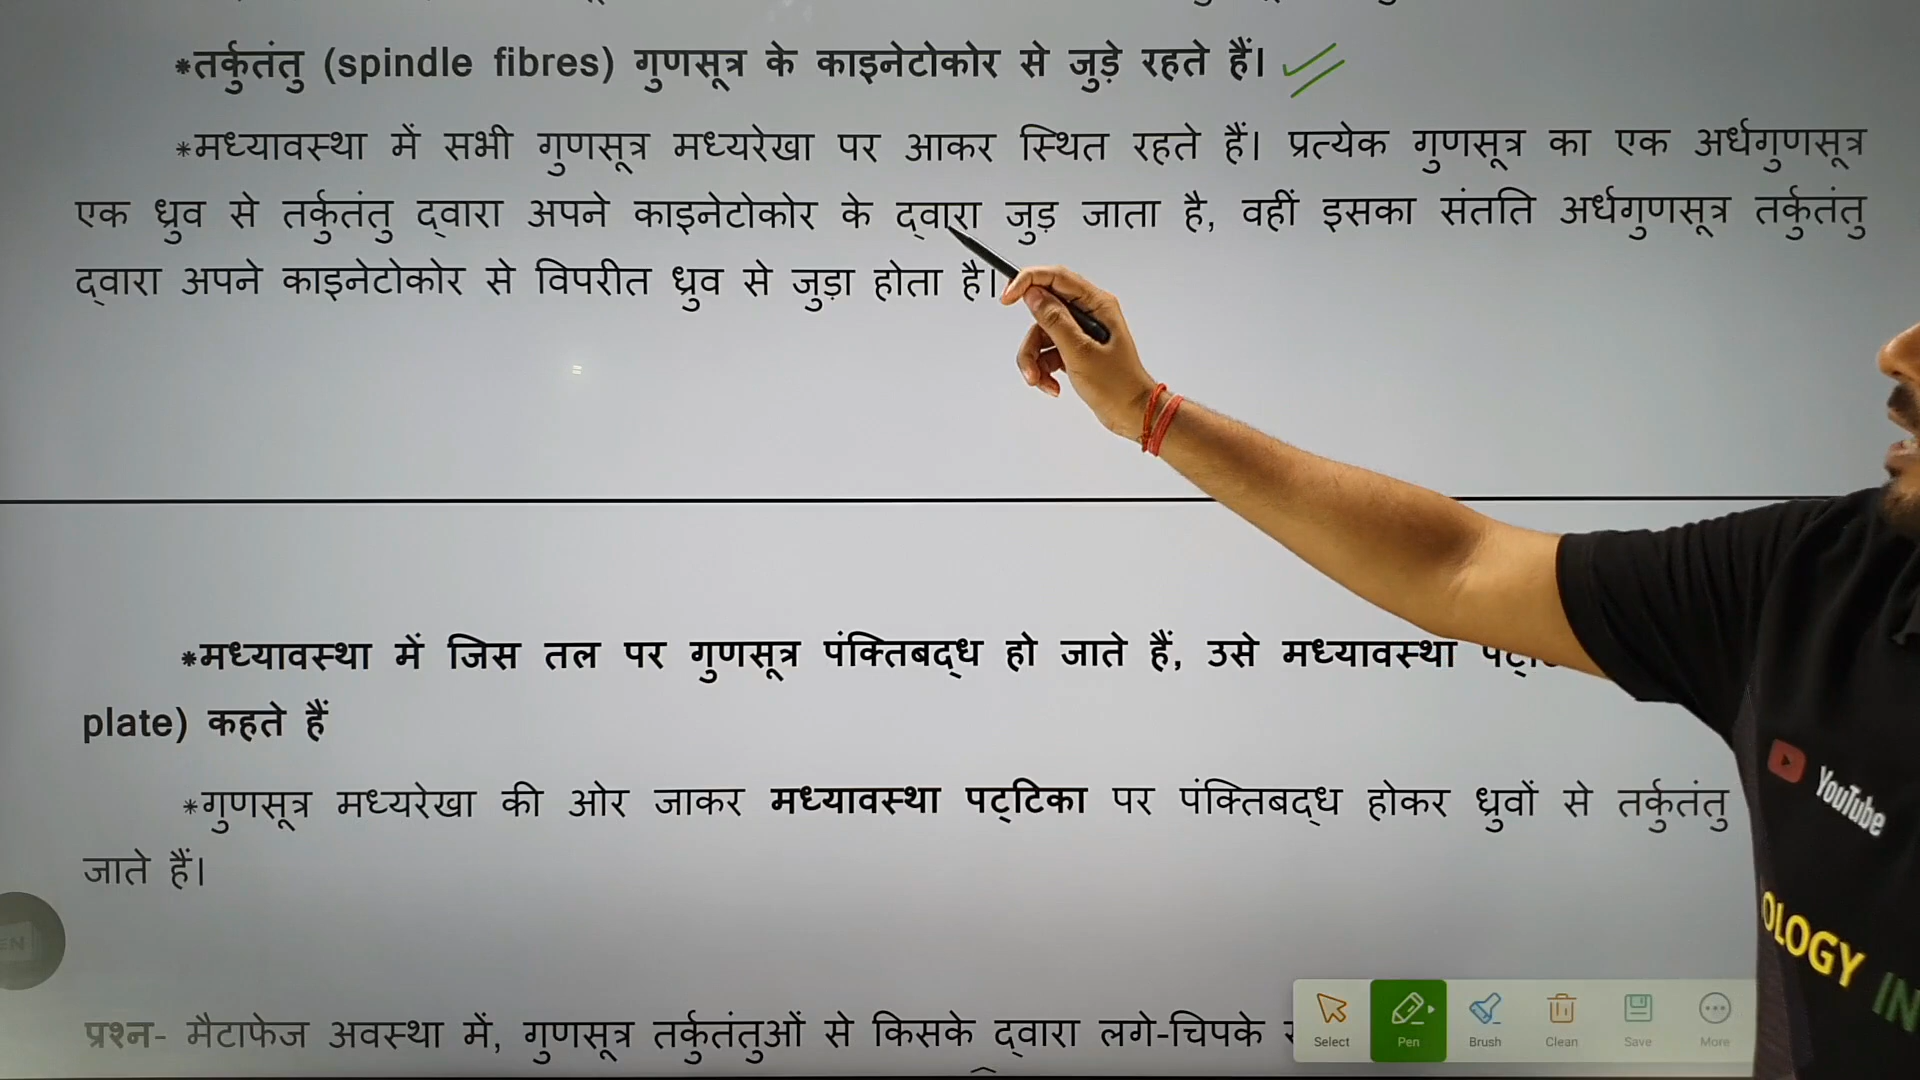 *तर्कुतंतु (spindle fibres) गुणसूत्र के काइनेटोकोर से जुड़े रहते हैं।
*मध्यावस्था में सभी गुणसूत्र मध्यरेखा पर आकर स्थित रहते हैं। प्रत्येक गुणसूत्र का एक अर्धगुणसूत्र
एक ध्रुव से तर्कुतंतु द्वारा अपने काइनेटोकोर के द्वारा जुड़ जाता है, वहीं इसका संतति अर्धगुणसूत्र तर्कुतंतु
द्वारा अपने काइनेटोकोर से विपरीत ध्रुव से जुड़ा होता है।
=
*मध्यावस्था में जिस तल पर गुणसूत्र पंक्तिबद्ध हो जाते हैं, उसे मध्यावस्था
plate) कहते हैं
*गुणसूत्र मध्यरेखा की ओर जाकर मध्यावस्था पट्टिका पर पंक्तिबद्ध होकर ध्रुवों से तर्कुतंतु
जाते हैं।
प्रश्न- मैटाफेज अवस्था में, गुणसूत्र तर्कुतंतुओं से किसके द्वारा लगे-चिपके
Select Pen Brush Clean Save More
YouTube
OLOGY IN
EN